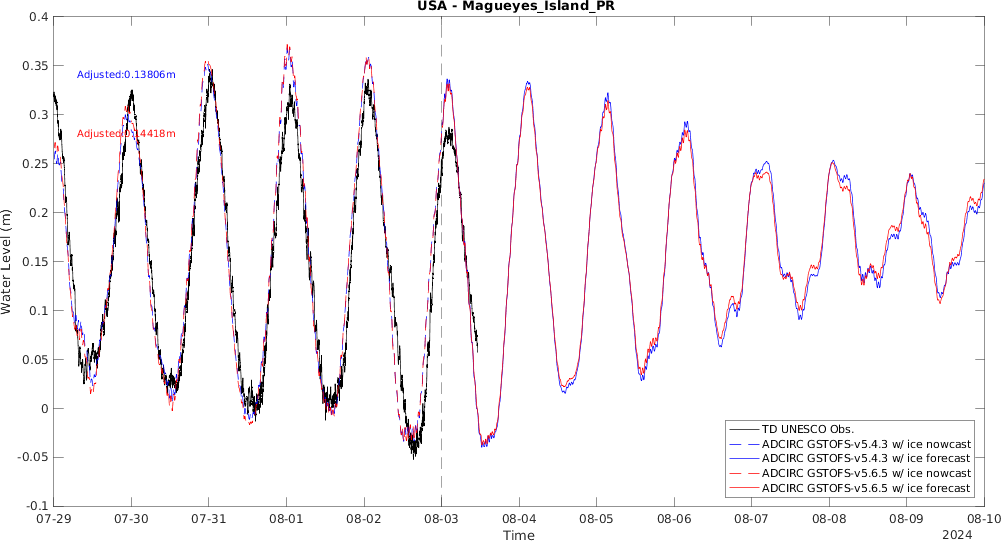 USA - Magueyes_Island_PR
0.4
0.35
0.3
0.25
0.2
0.15
0.1
0.05
0
-0.05
-0.1
Water Level (m)
Adjusted:0.13806m
Adjusted:0.14418m
TD UNESCO Obs.
ADCIRC GSTOFS-v5.4.3 w/ ice nowcast
ADCIRC GSTOFS-v5.4.3 w/ ice forecast
ADCIRC GSTOFS-v5.6.5 w/ ice nowcast
ADCIRC GSTOFS-v5.6.5 w/ ice forecast
07-29 07-30 07-31 08-01 08-02 08-03 08-04 08-05 08-06 08-07 08-08 08-09 08-10
Time
2024